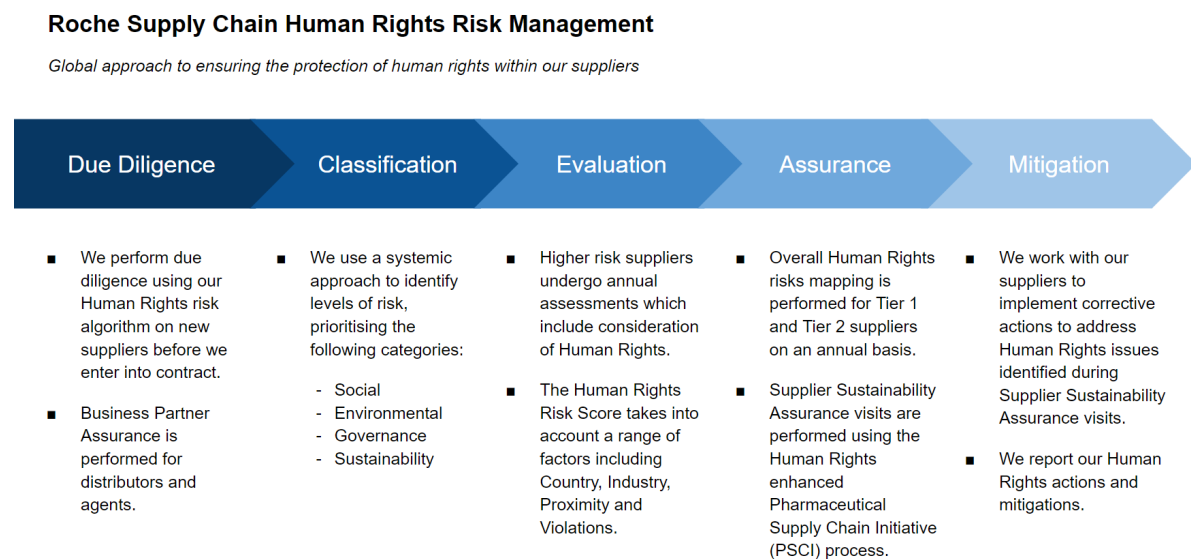 Roche Supply Chain Human Rights Risk Management
Global approach to ensuring the protection of human rights within our suppliers
Due Diligence
Classification
Evaluation
Assurance
Mitigation
■ We perform due
diligence using our
Human Rights risk
algorithm on new
suppliers before we
enter into contract.
■ Business Partner
Assurance is
performed for
distributors and
agents.
■ We use a systemic
approach to identify
levels of risk,
prioritising the
following categories:
- Social
- Environmental
- Governance
- Sustainability
■ Higher risk suppliers
undergo annual
assessments which
include consideration
of Human Rights.
■ The Human Rights
Risk Score takes into
account a range of
factors including
Country, Industry,
Proximity and
Violations.
■ Overall Human Rights
risks mapping is
performed for Tier 1
and Tier 2 suppliers
on an annual basis.
■ Supplier Sustainability
Assurance visits are
performed using the
Human Rights
enhanced
Pharmaceutical
Supply Chain Initiative
(PSCI) process.
■ We work with our
suppliers to
implement corrective
actions to address
Human Rights issues
identified during
Supplier Sustainability
Assurance visits.
■ We report our Human
Rights actions and
mitigations.